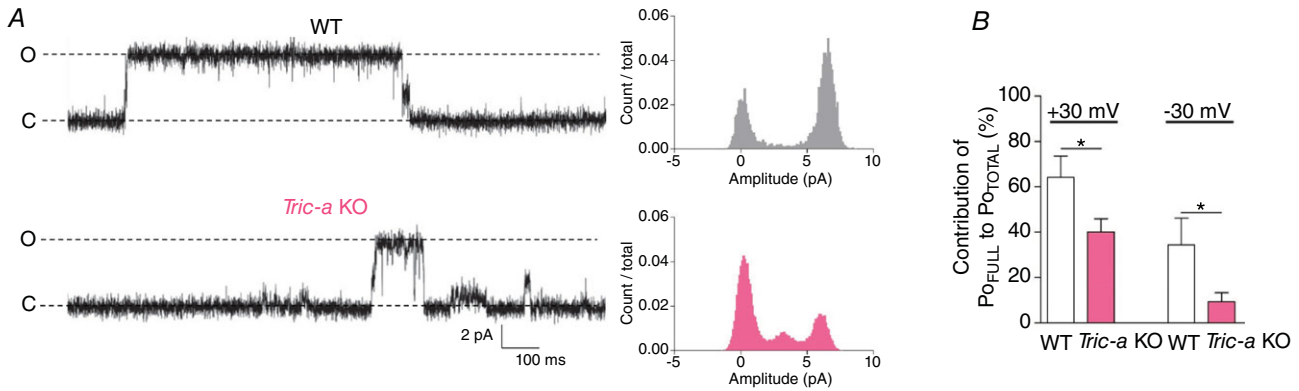 A
WT
O
C
Tric-a KO
O
C
2 pA
100 ms
Count / total
0.06
0.04
0.02
0.00
-5 0 5 10
Amplitude (pA)
Count / total
0.06
0.04
0.02
0.00
-5 0 5 10
Amplitude (pA)
B
Contribution of
PoFULL to PoTOTAL (%)
100
80
60
40
20
0
+30 mV -30 mV
* *
WT Tric-a KO WT Tric-a KO